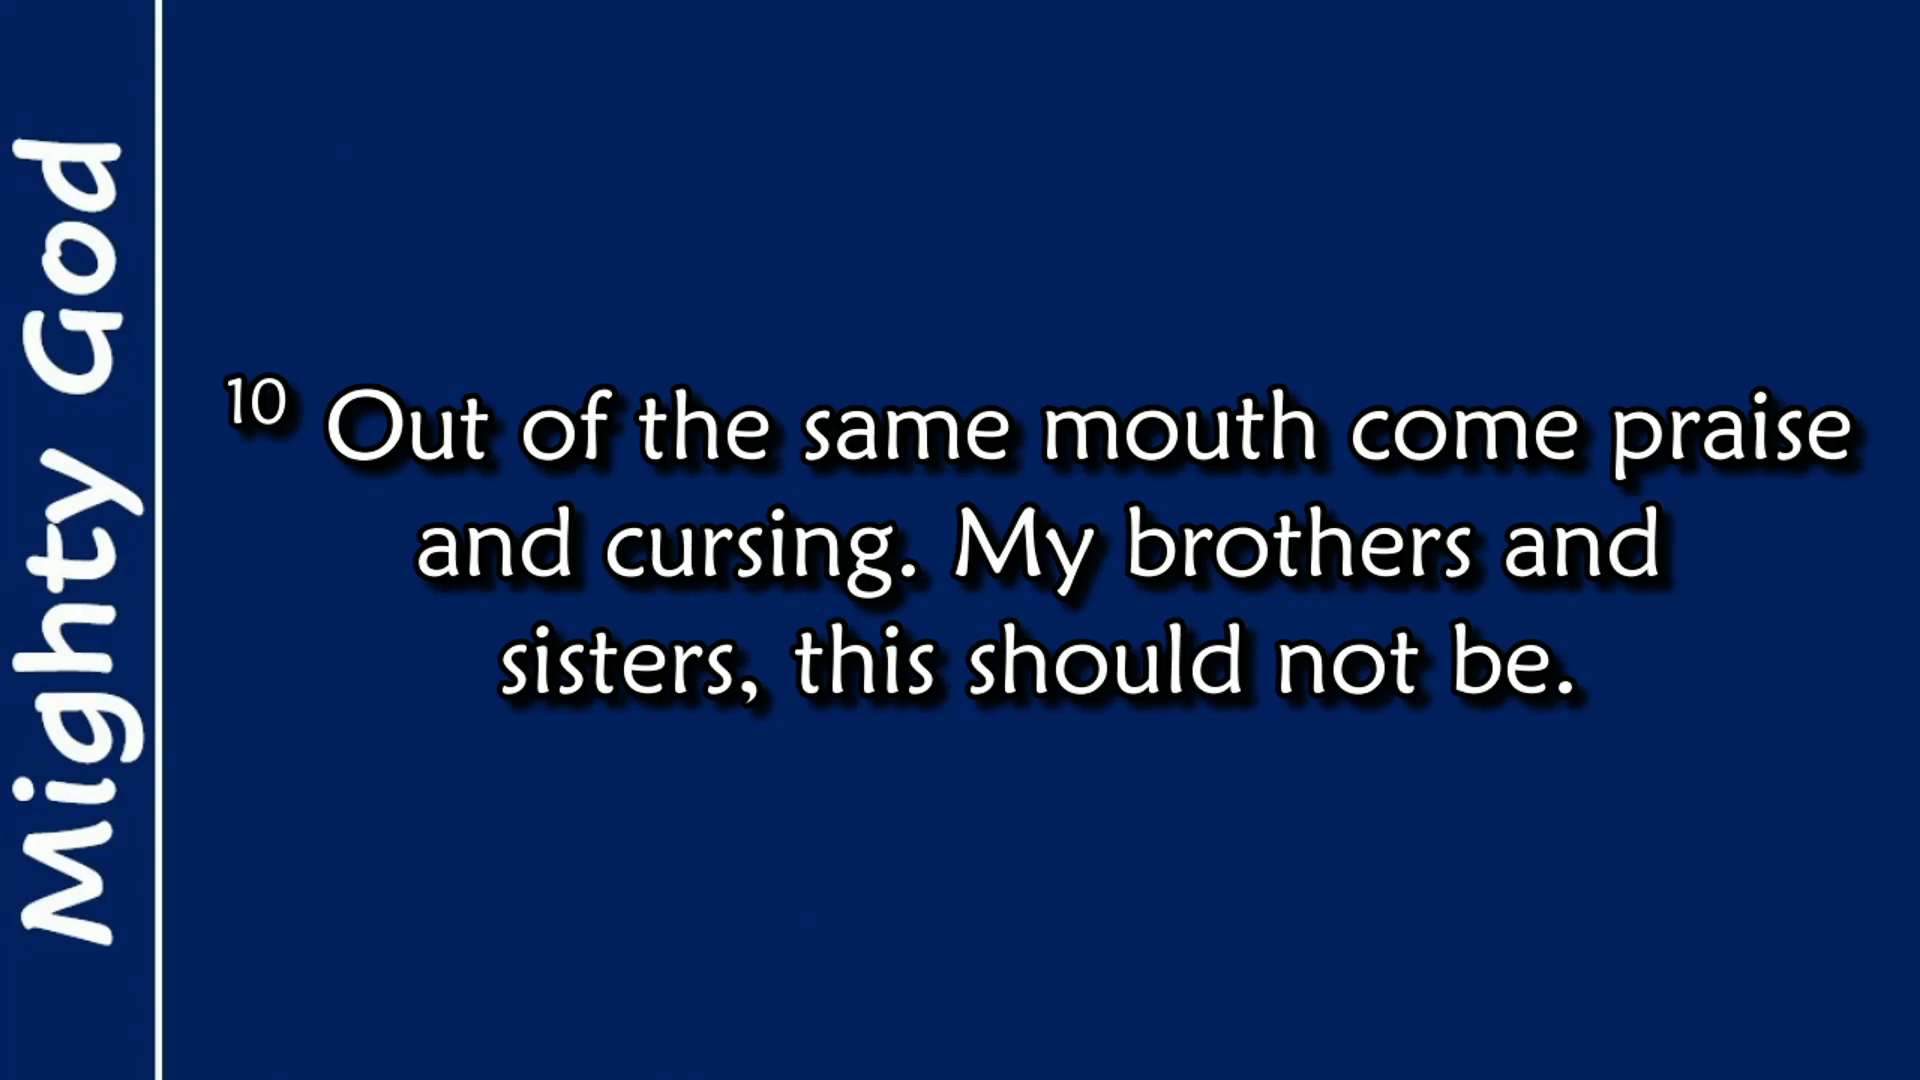 Mighty God
10 Out of the same mouth come praise
and cursing. My brothers and
sisters, this should not be.